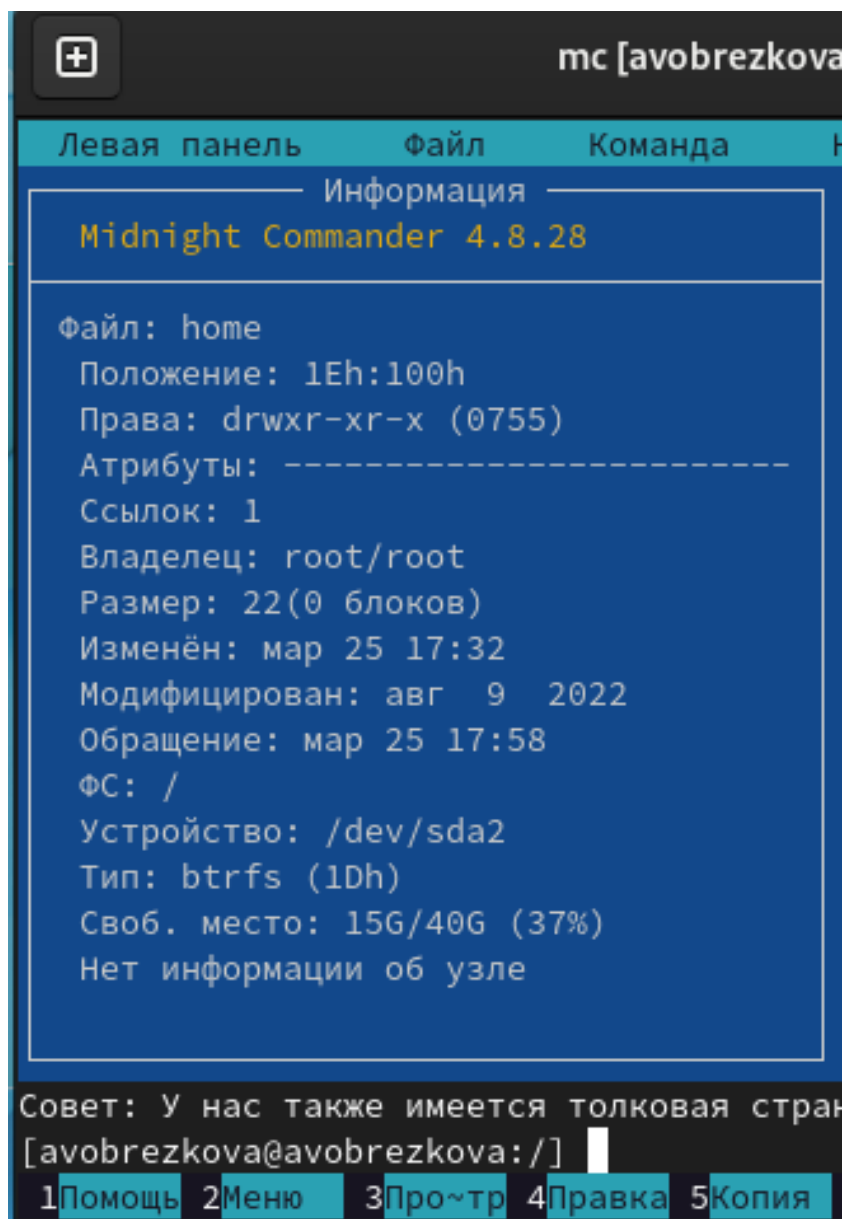 mc [avobrezkova
Левая панель Файл Команда
Информация
Midnight Commander 4.8.28
Файл: home
Положение: 1Eh:100h
Права: drwxr-xr-x (0755)
Атрибуты: -------------------------
Ссылок: 1
Владелец: root/root
Размер: 22(0 блоков)
Изменён: мар 25 17:32
Модифицирован: авг  9  2022
Обращение: мар 25 17:58
ФС: /
Устройство: /dev/sda2
Тип: btrfs (1Dh)
Своб. место: 15G/40G (37%)
Нет информации об узле
Совет: У нас также имеется толковая стран
[avobrezkova@avobrezkova:/]
1Помощь 2Меню 3Про~тр 4Правка 5Копия